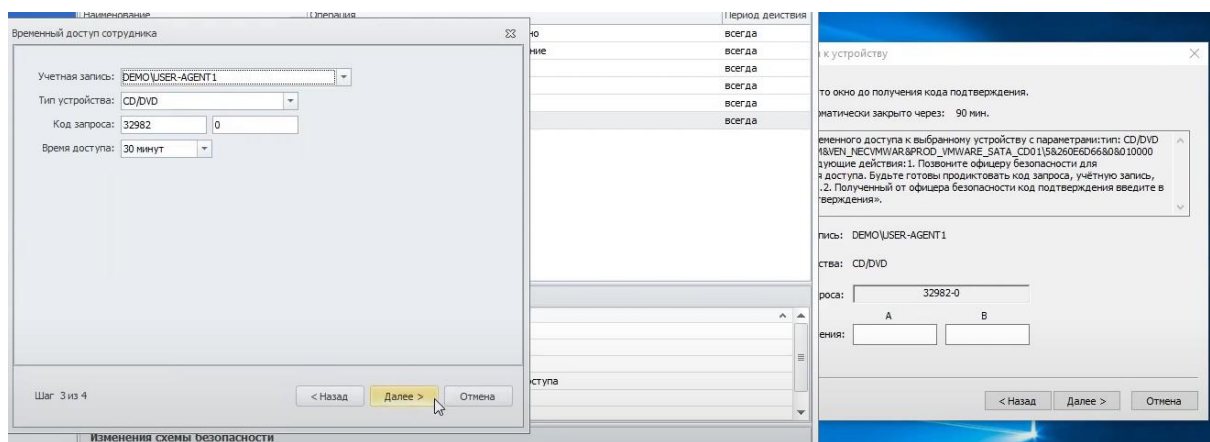 Наименование
Операция
Период действия
Временный доступ сотрудника
но
всегда
ние
всегда
всегда
всегда
всегда
всегда
Учетная запись: DEMO\USER-AGENT1
Тип устройства: CD/DVD
Код запроса: 32982 0
Время доступа: 30 минут
ступа
Шаг 3 из 4
< Назад
Далее >
Отмена
Изменения схемы безопасности
к устройству
то окно до получения кода подтверждения.
матически закрыто через: 90 мин.
еменного доступа к выбранному устройству с параметрами:тип: CD/DVD
M&VEN_NECVMWAR&PROD_VMWARE_SATA_CD01\5&260E6D66&0&010000
дующие действия:1. Позвоните офицеру безопасности для
я доступа. Будьте готовы продиктовать код запроса, учётную запись,
.2. Полученный от офицера безопасности код подтверждения введите в
тверждения».
пись: DEMO\USER-AGENT1
ства: CD/DVD
роса: 32982-0
A B
ения:
< Назад
Далее >
Отмена